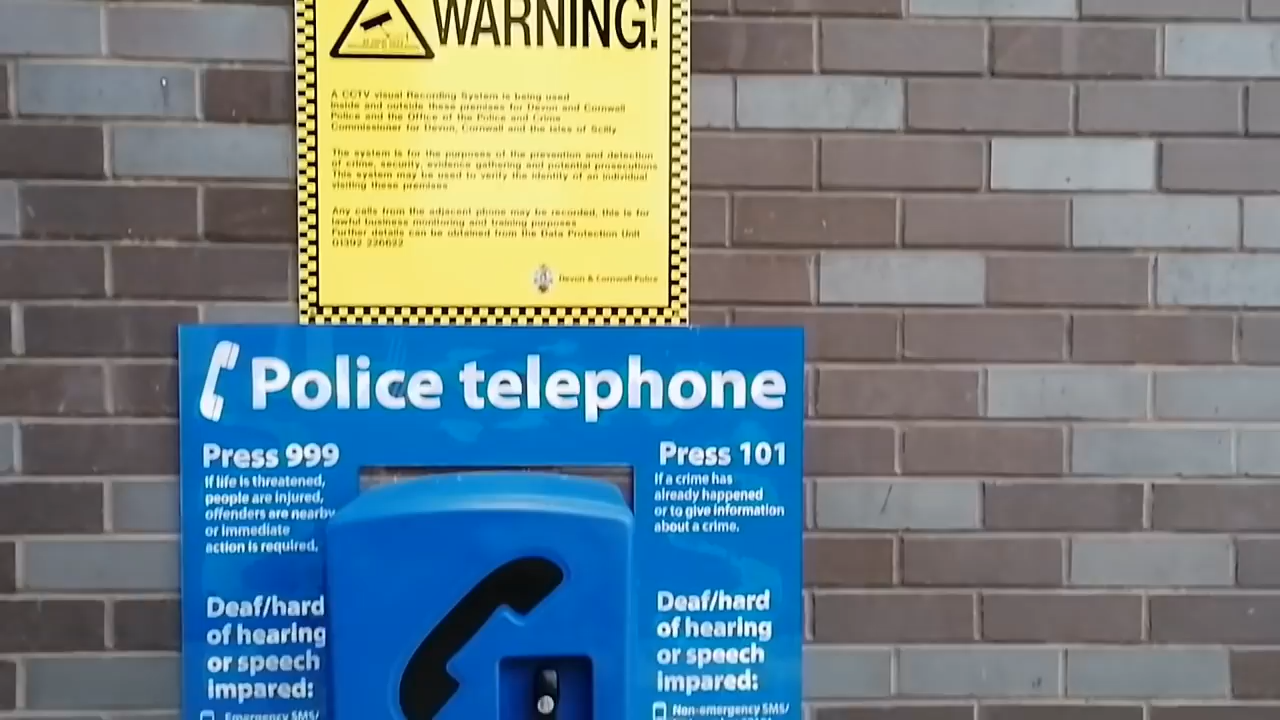 WARNING!
A CCTV visual Recording System is being used
inside and outside these premises for Devon and Cornwall
Police and the Office of the Police and Crime
Commissioner for Devon, Cornwall and the Isles of Scilly
The system is for the purposes of the prevention and detection
of crime, security, evidence gathering and potential prosecutions
This system may be used to verify the identity of an individual
visiting these premises
Any calls from the adjacent phone may be recorded, this is for
lawful business monitoring and training purposes
Further details can be obtained from the Data Protection Unit
01392 226622
Devon & Cornwall Police
Police telephone
Press 999
If life is threatened,
people are injured,
offenders are nearby
or immediate
action is required.
Press 101
If a crime has
already happened
or to give information
about a crime.
Deaf/hard
of hearing
or speech
impared:
Emergency SMS/
Deaf/hard
of hearing
or speech
impared:
Non-emergency SMS/